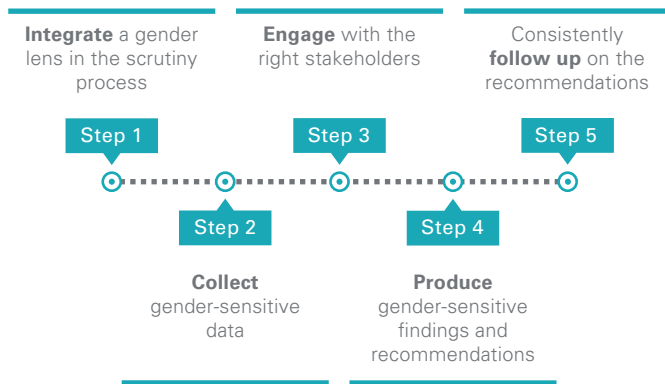 Integrate a gender
lens in the scrutiny
process
Engage with the
right stakeholders
Consistently
follow up on the
recommendations
Step 1
Step 3
Step 5
Step 2
Step 4
Collect
gender-sensitive
data
Produce
gender-sensitive
findings and
recommendations